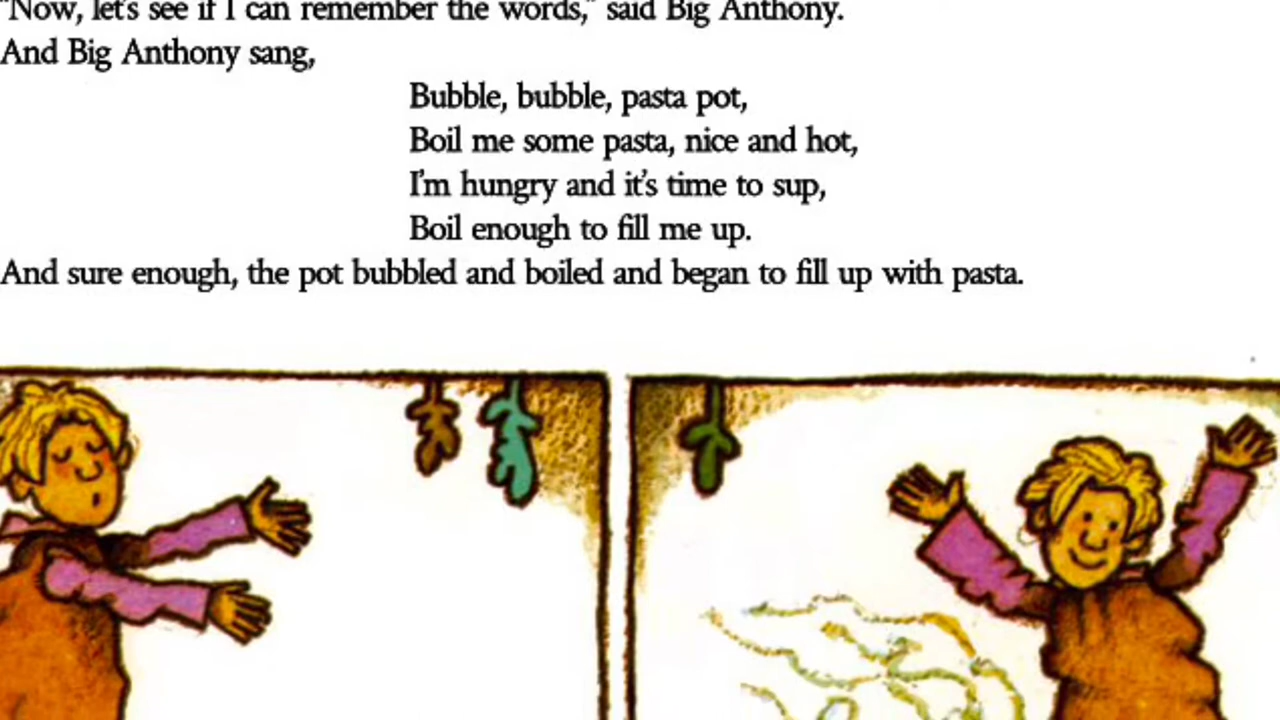 "Now, let's see if I can remember the words," said Big Anthony.
And Big Anthony sang,
Bubble, bubble, pasta pot,
Boil me some pasta, nice and hot,
I'm hungry and it's time to sup,
Boil enough to fill me up.
And sure enough, the pot bubbled and boiled and began to fill up with pasta.